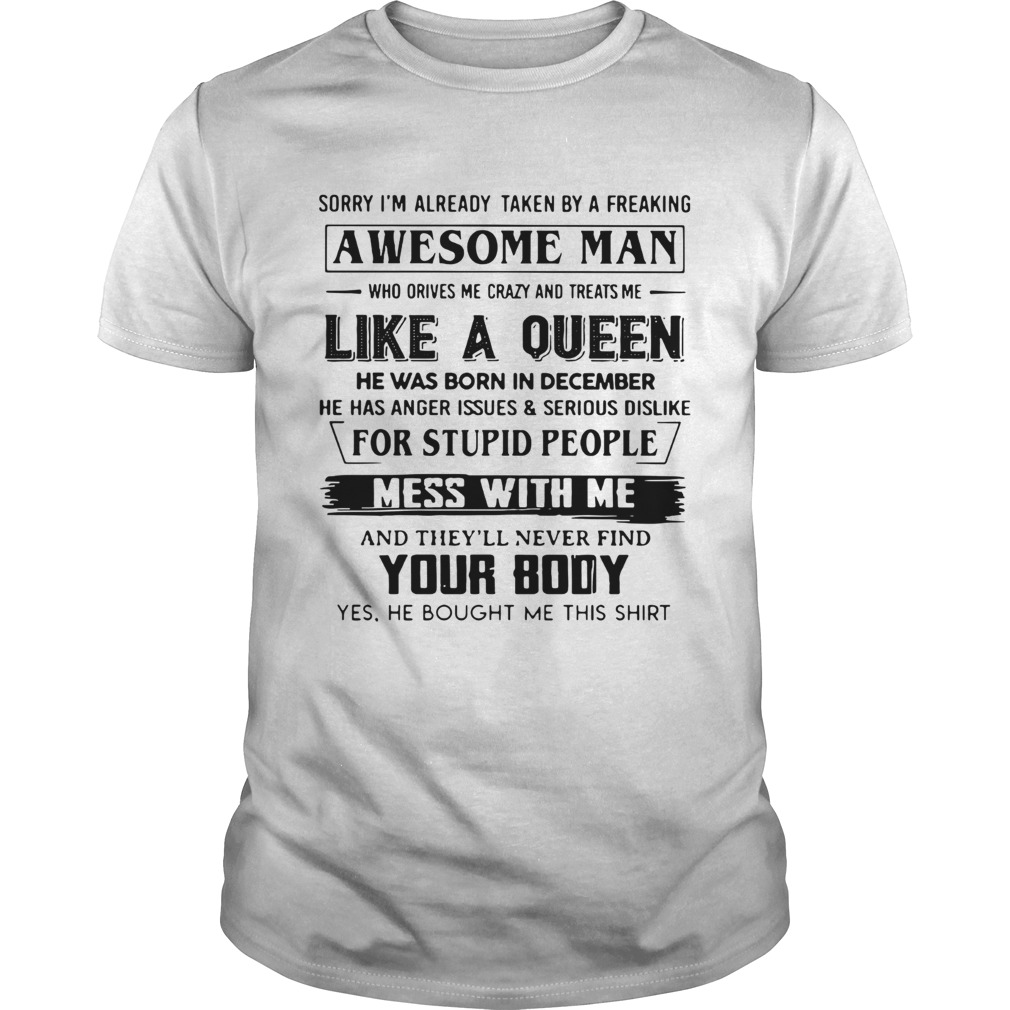 SORRY I'M ALREADY TAKEN BY A FREAKING
AWESOME MAN
WHO ORIVES ME CRAZY AND TREATS ME
LIKE A QUEEN
HE WAS BORN IN DECEMBER
HE HAS ANGER ISSUES & SERIOUS DISLIKE
FOR STUPID PEOPLE
MESS WITH ME
AND THEY'LL NEVER FIND
YOUR BODY
YES, HE BOUGHT ME THIS SHIRT